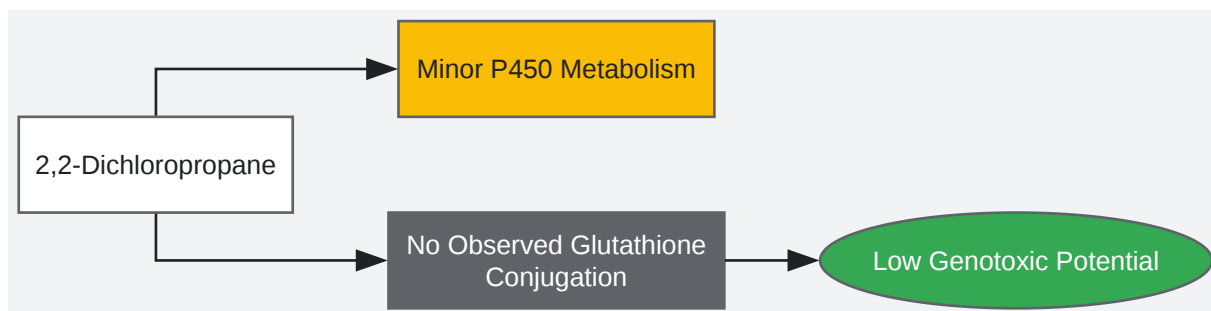 Minor P450 Metabolism
2,2-Dichloropropane
No Observed Glutathione
Conjugation
Low Genotoxic Potential